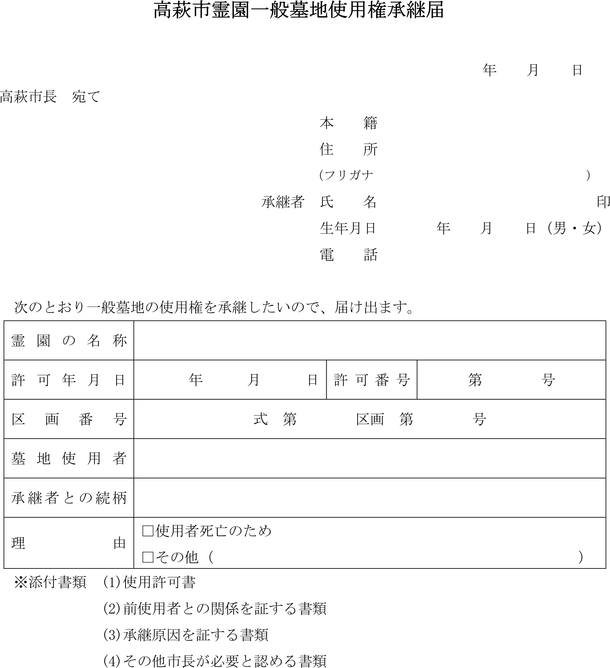 高萩市霊園一般墓地使用権承継届
年　　月　　日
高萩市長　宛て
本　　籍
住　　所
（フリガナ　　　　　　　　　　　　　　　）
承継者　氏　　名　　　　　　　　　　　　　　　印
生年月日　　　　年　　月　　日（男・女）
電　　話
次のとおり一般墓地の使用権を承継したいので、届け出ます。
霊園の名称
許可年月日　　　　年　　　月　　　日　許可番号　　　第　　　　号
区画番号　　　　　　　　式　第　　　　区画　第　　　　号
墓地使用者
承継者との続柄
理由　□使用者死亡のため
□その他（　　　　　　　　　　　　　　　　　　　　　　　　　）
※添付書類　(1)使用許可書
(2)前使用者との関係を証する書類
(3)承継原因を証する書類
(4)その他市長が必要と認める書類